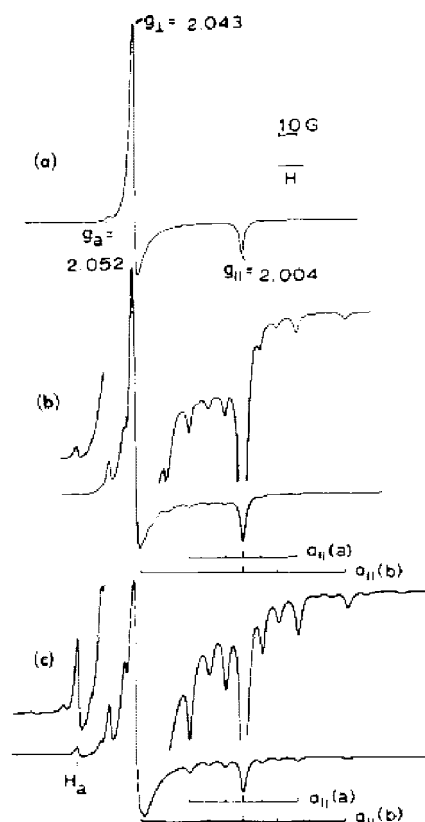 g⊥ = 2.043
10 G
H
(a)
gₐ =
2.052
g∥ = 2.004
(b)
a∥(a)
a∥(b)
(c)
Hₐ
a∥(a)
a∥(b)